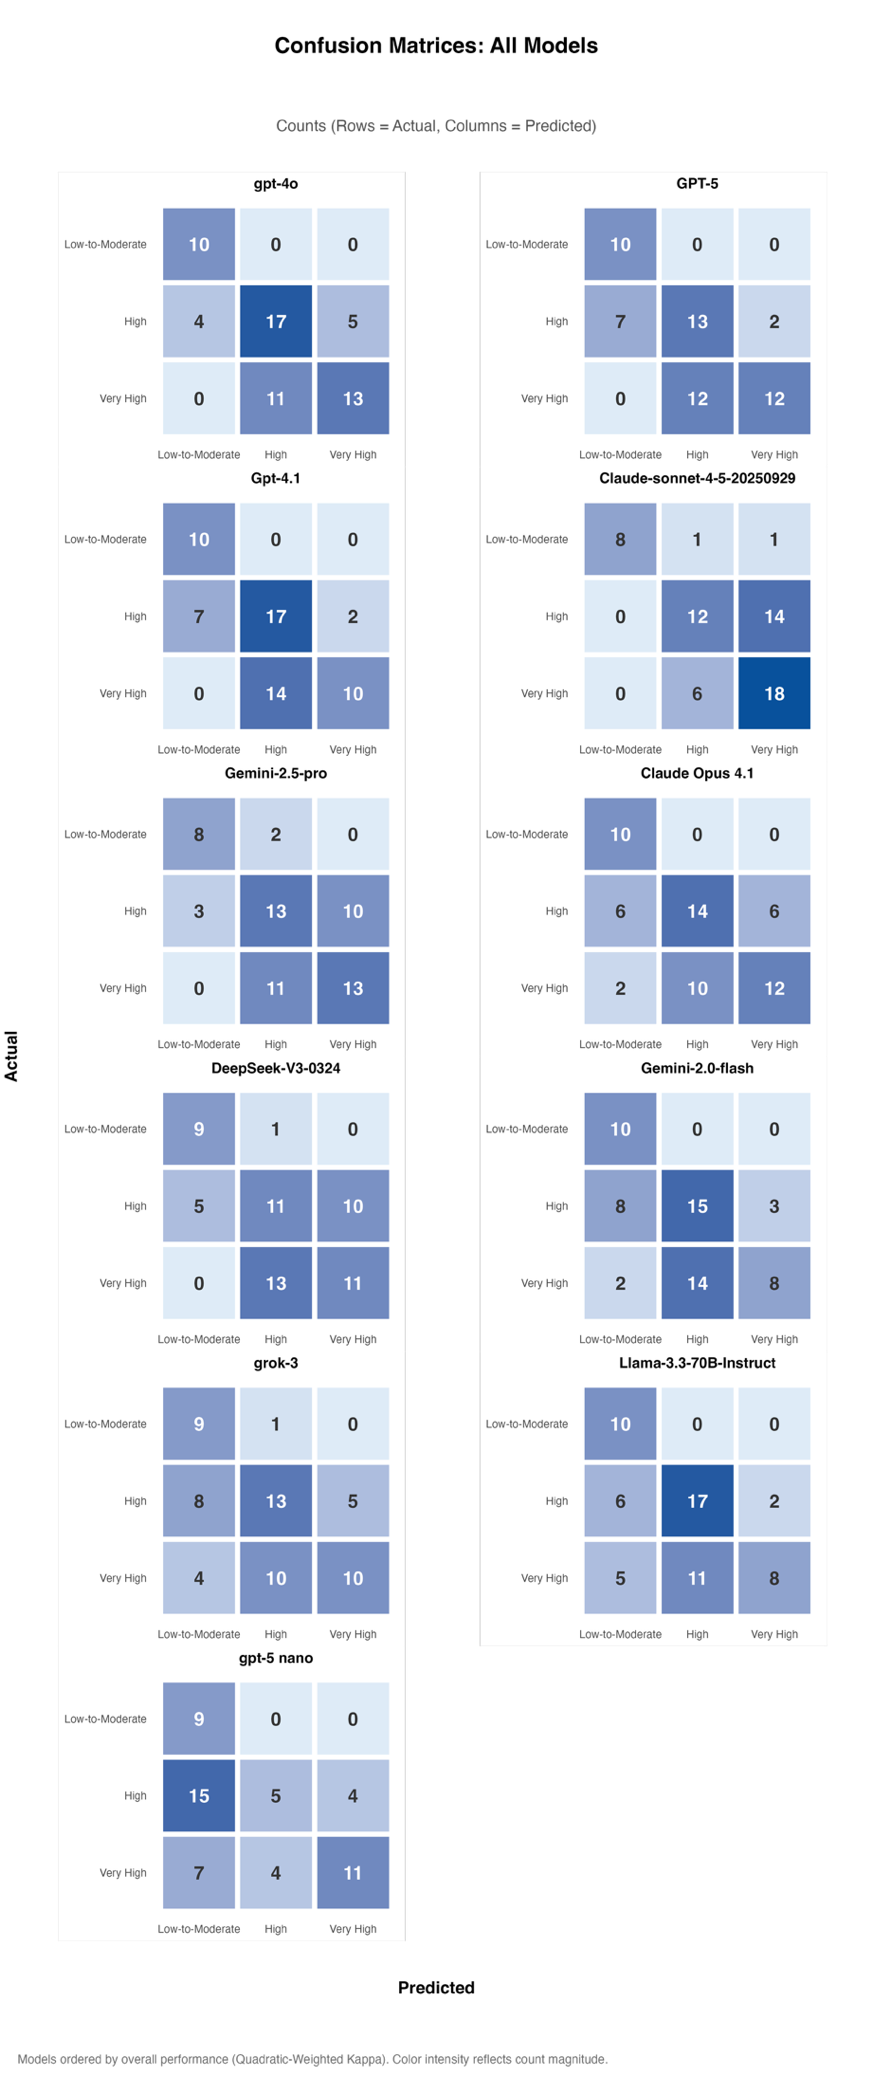 Confusion Matrices: All Models
Counts (Rows = Actual, Columns = Predicted)
gpt-4o
Low-to-Moderate 10 0 0
High 4 17 5
Very High 0 11 13
Low-to-Moderate High Very High
GPT-5
Low-to-Moderate 10 0 0
High 7 13 2
Very High 0 12 12
Low-to-Moderate High Very High
Gpt-4.1
Low-to-Moderate 10 0 0
High 7 17 2
Very High 0 14 10
Low-to-Moderate High Very High
Claude-sonnet-4-5-20250929
Low-to-Moderate 8 1 1
High 0 12 14
Very High 0 6 18
Low-to-Moderate High Very High
Gemini-2.5-pro
Low-to-Moderate 8 2 0
High 3 13 10
Very High 0 11 13
Low-to-Moderate High Very High
Claude Opus 4.1
Low-to-Moderate 10 0 0
High 6 14 6
Very High 2 10 12
Low-to-Moderate High Very High
DeepSeek-V3-0324
Low-to-Moderate 9 1 0
High 5 11 10
Very High 0 13 11
Low-to-Moderate High Very High
Gemini-2.0-flash
Low-to-Moderate 10 0 0
High 8 15 3
Very High 2 14 8
Low-to-Moderate High Very High
grok-3
Low-to-Moderate 9 1 0
High 8 13 5
Very High 4 10 10
Low-to-Moderate High Very High
Llama-3.3-70B-Instruct
Low-to-Moderate 10 0 0
High 6 17 2
Very High 5 11 8
Low-to-Moderate High Very High
gpt-5 nano
Low-to-Moderate 9 0 0
High 15 5 4
Very High 7 4 11
Low-to-Moderate High Very High
Actual
Predicted
Models ordered by overall performance (Quadratic-Weighted Kappa). Color intensity reflects count magnitude.